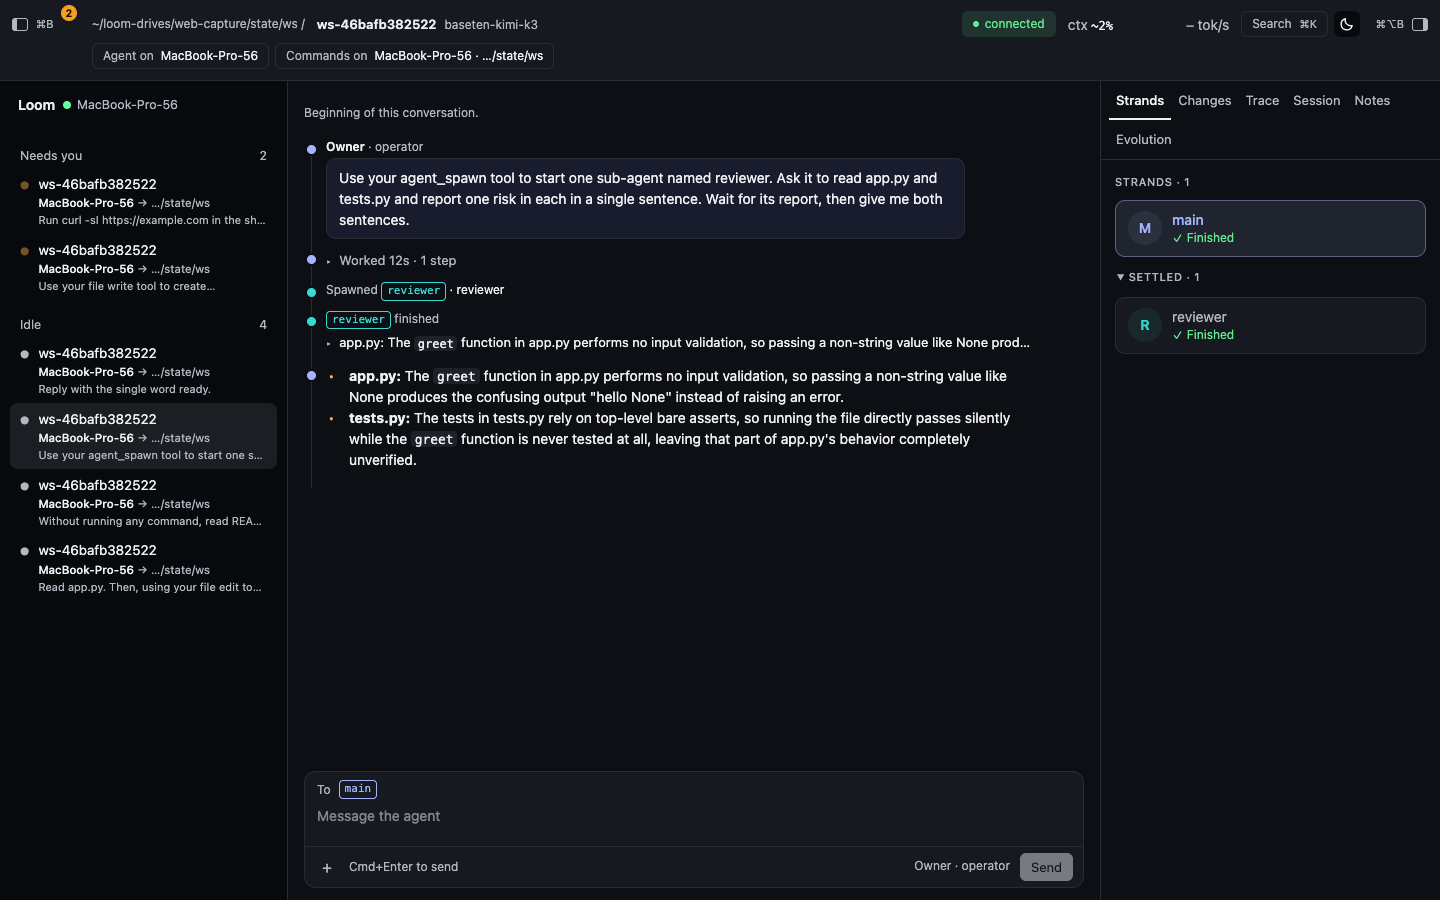 ⌘B
2
~/loom-drives/web-capture/state/ws / ws-46bafb382522 baseten-kimi-k3
connected
ctx ~2%
– tok/s
Search ⌘K
⌘⌥B
Agent on MacBook-Pro-56
Commands on MacBook-Pro-56 · .../state/ws
Loom MacBook-Pro-56
Needs you 2
ws-46bafb382522
MacBook-Pro-56 → .../state/ws
Run curl -sI https://example.com in the sh...
ws-46bafb382522
MacBook-Pro-56 → .../state/ws
Use your file write tool to create...
Idle 4
ws-46bafb382522
MacBook-Pro-56 → .../state/ws
Reply with the single word ready.
ws-46bafb382522
MacBook-Pro-56 → .../state/ws
Use your agent_spawn tool to start one s...
ws-46bafb382522
MacBook-Pro-56 → .../state/ws
Without running any command, read REA...
ws-46bafb382522
MacBook-Pro-56 → .../state/ws
Read app.py. Then, using your file edit to...
Beginning of this conversation.
Owner · operator
Use your agent_spawn tool to start one sub-agent named reviewer. Ask it to read app.py and
tests.py and report one risk in each in a single sentence. Wait for its report, then give me both
sentences.
▸ Worked 12s · 1 step
Spawned reviewer · reviewer
reviewer finished
▸ app.py: The greet function in app.py performs no input validation, so passing a non-string value like None prod...
• app.py: The greet function in app.py performs no input validation, so passing a non-string value like
None produces the confusing output "hello None" instead of raising an error.
• tests.py: The tests in tests.py rely on top-level bare asserts, so running the file directly passes silently
while the greet function is never tested at all, leaving that part of app.py's behavior completely
unverified.
To main
Message the agent
+ Cmd+Enter to send
Owner · operator
Send
Strands Changes Trace Session Notes
Evolution
STRANDS · 1
M
main
✓ Finished
▼ SETTLED · 1
R
reviewer
✓ Finished